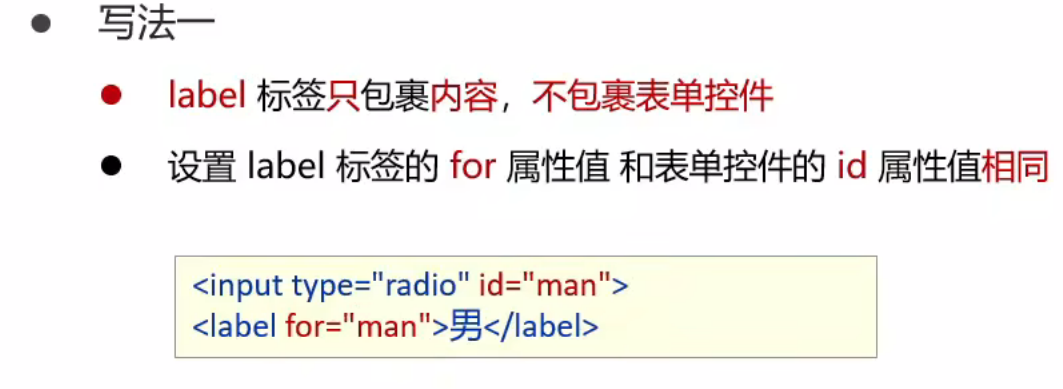 写法一
label 标签只包裹内容，不包裹表单控件
设置 label 标签的 for 属性值 和表单控件的 id 属性值相同
<input type="radio" id="man">
<label for="man">男</label>